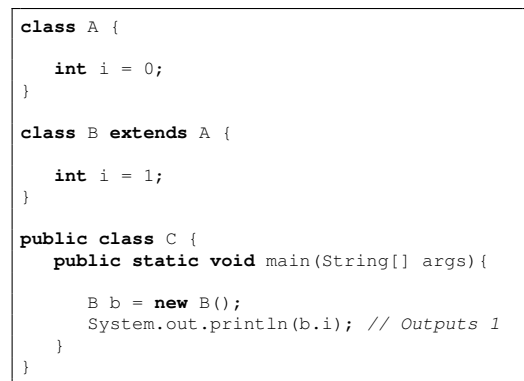 class A {
int i = 0;
}
class B extends A {
int i = 1;
}
public class C {
public static void main(String[] args){
B b = new B();
System.out.println(b.i); // Outputs 1
}
}